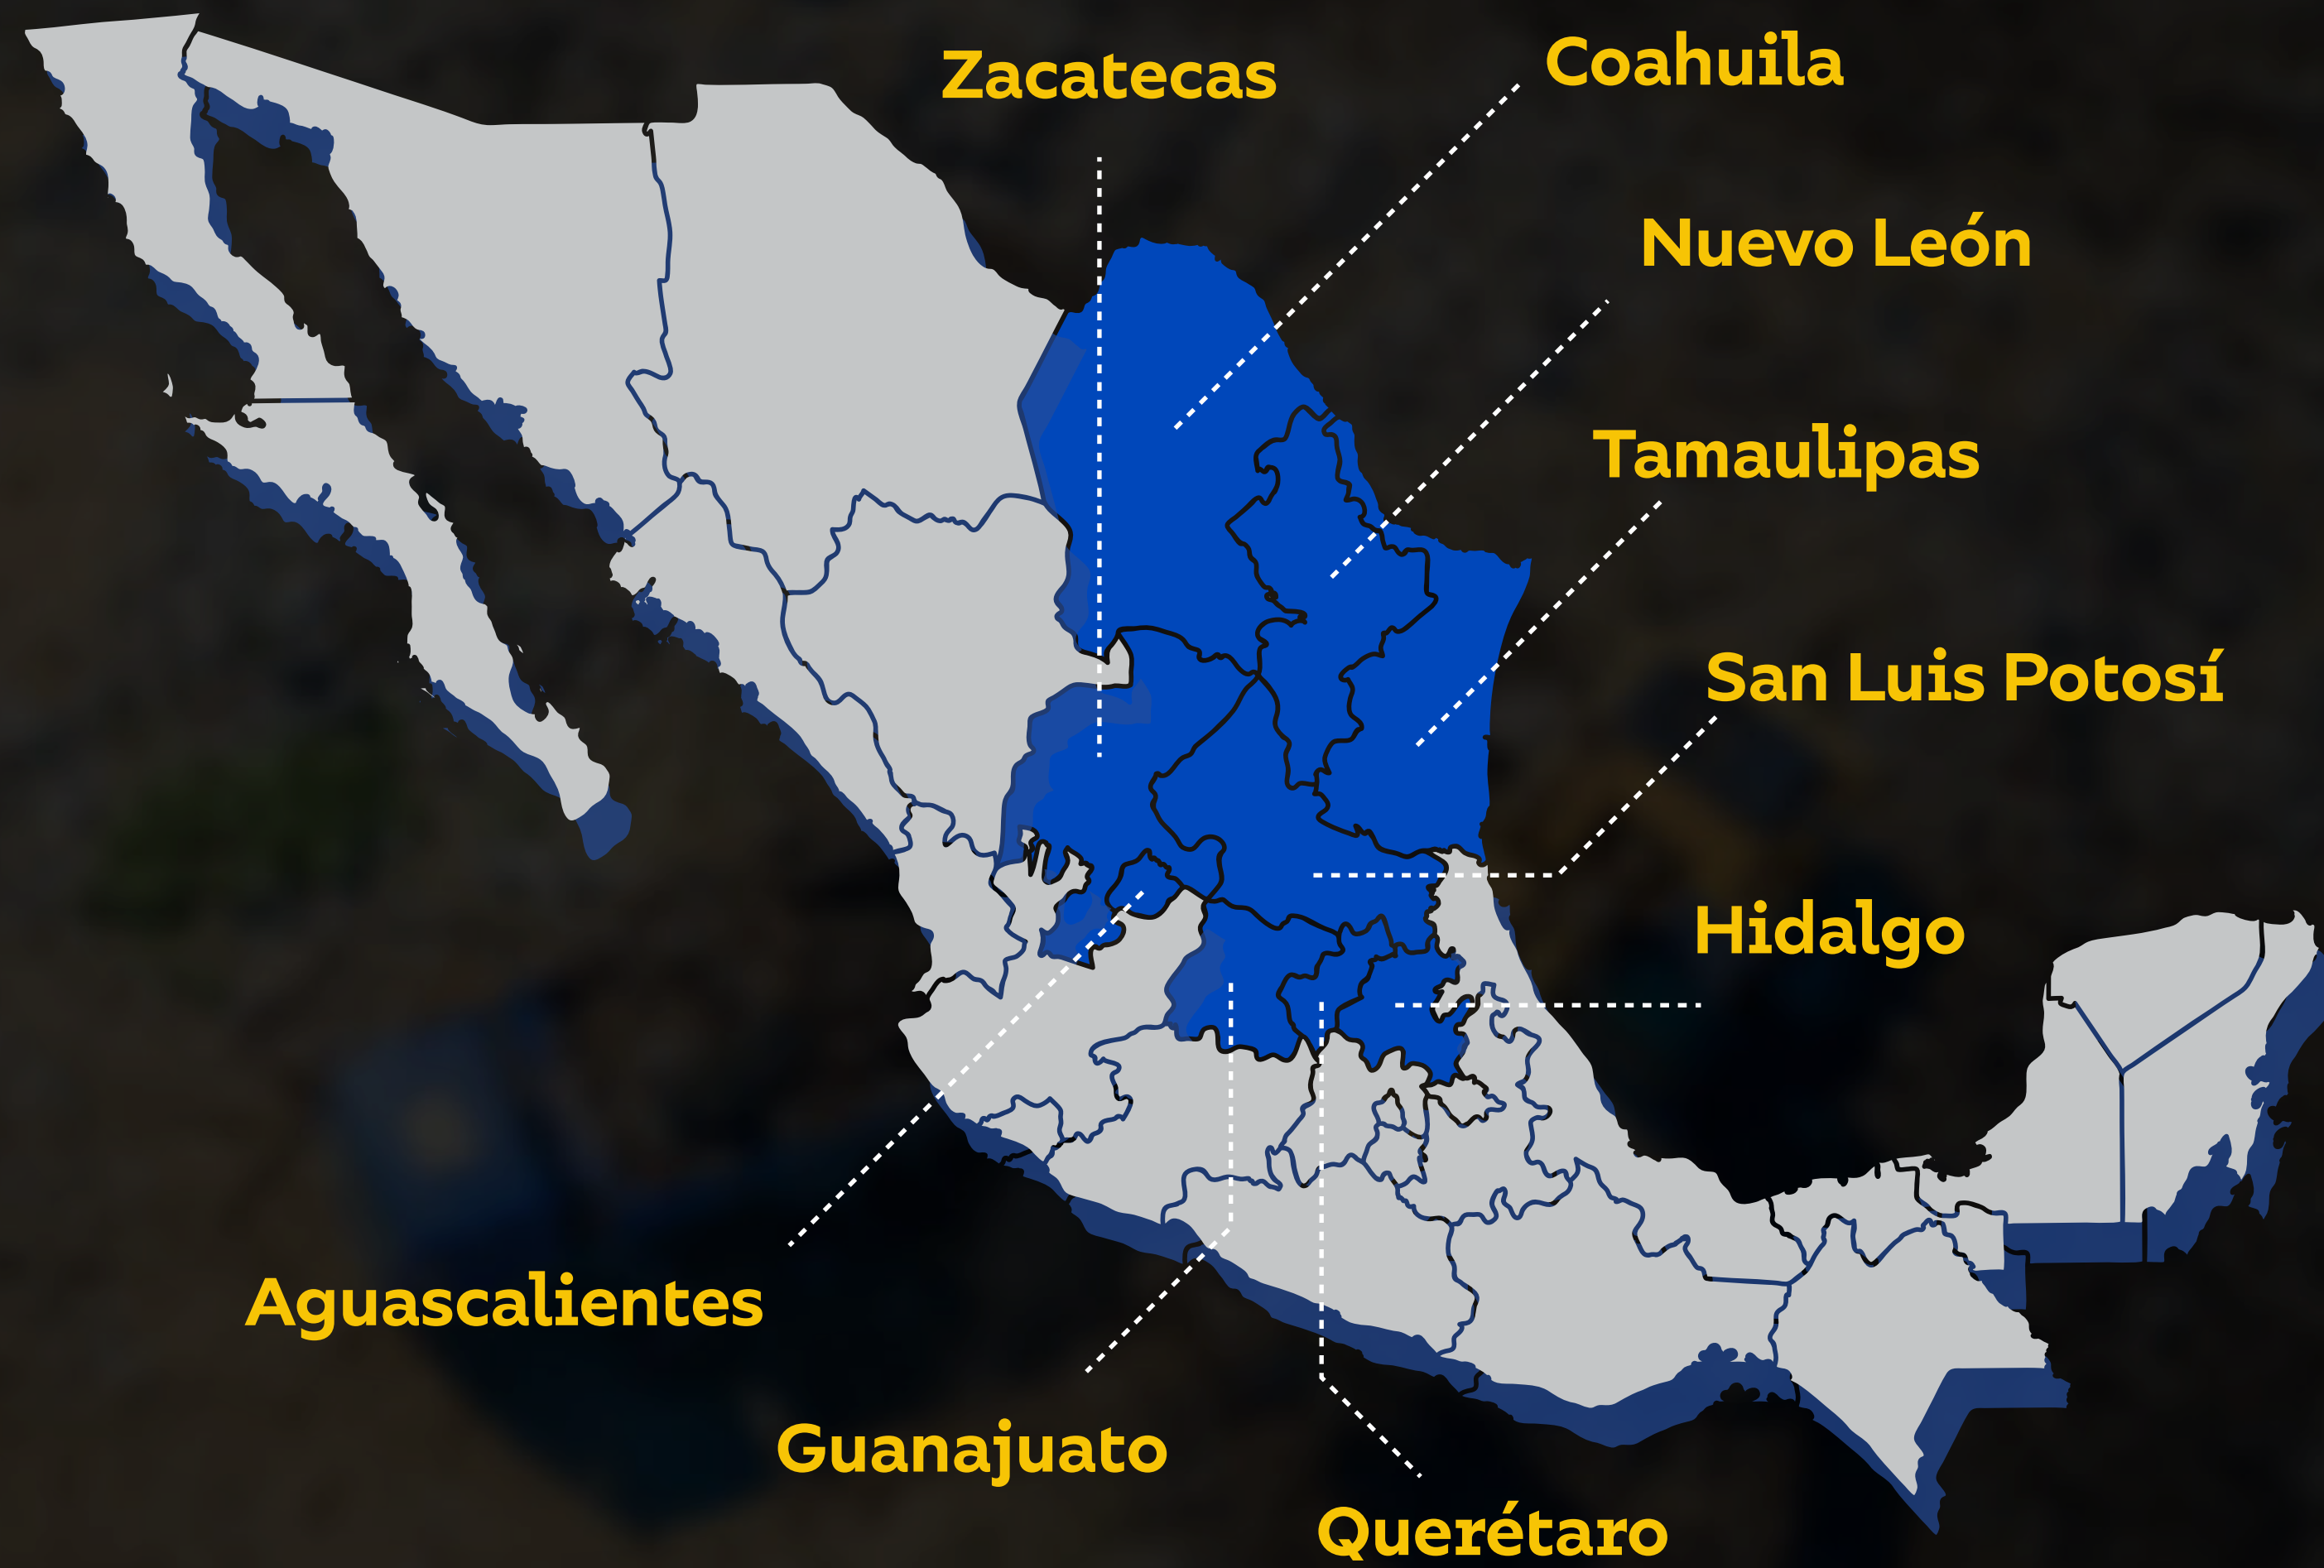 Zacatecas
Coahuila
Nuevo León
Tamaulipas
San Luis Potosí
Hidalgo
Aguascalientes
Guanajuato
Querétaro